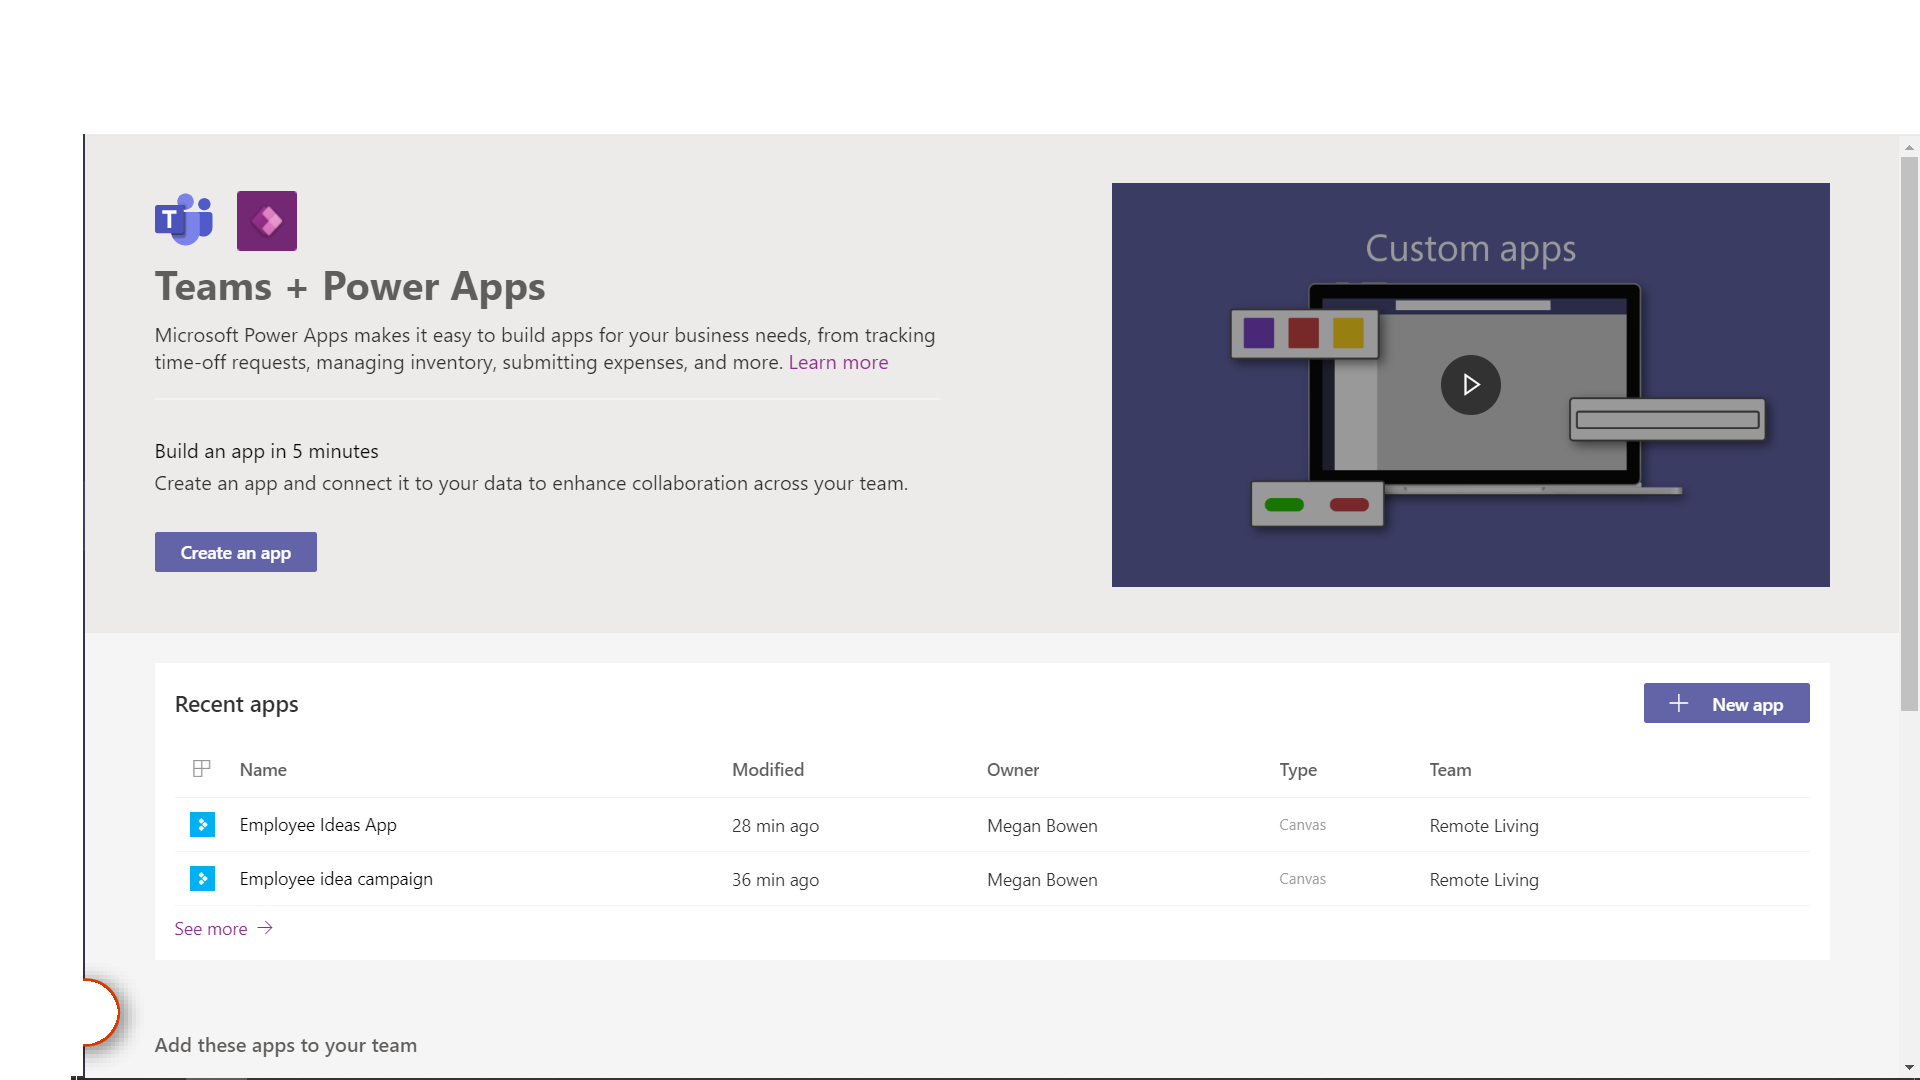 T
Teams + Power Apps
Microsoft Power Apps makes it easy to build apps for your business needs, from tracking
time-off requests, managing inventory, submitting expenses, and more. Learn more
Build an app in 5 minutes
Create an app and connect it to your data to enhance collaboration across your team.
Create an app
Custom apps
Recent apps
New app
Name Modified Owner Type Team
Employee Ideas App 28 min ago Megan Bowen Canvas Remote Living
Employee idea campaign 36 min ago Megan Bowen Canvas Remote Living
See more
Add these apps to your team